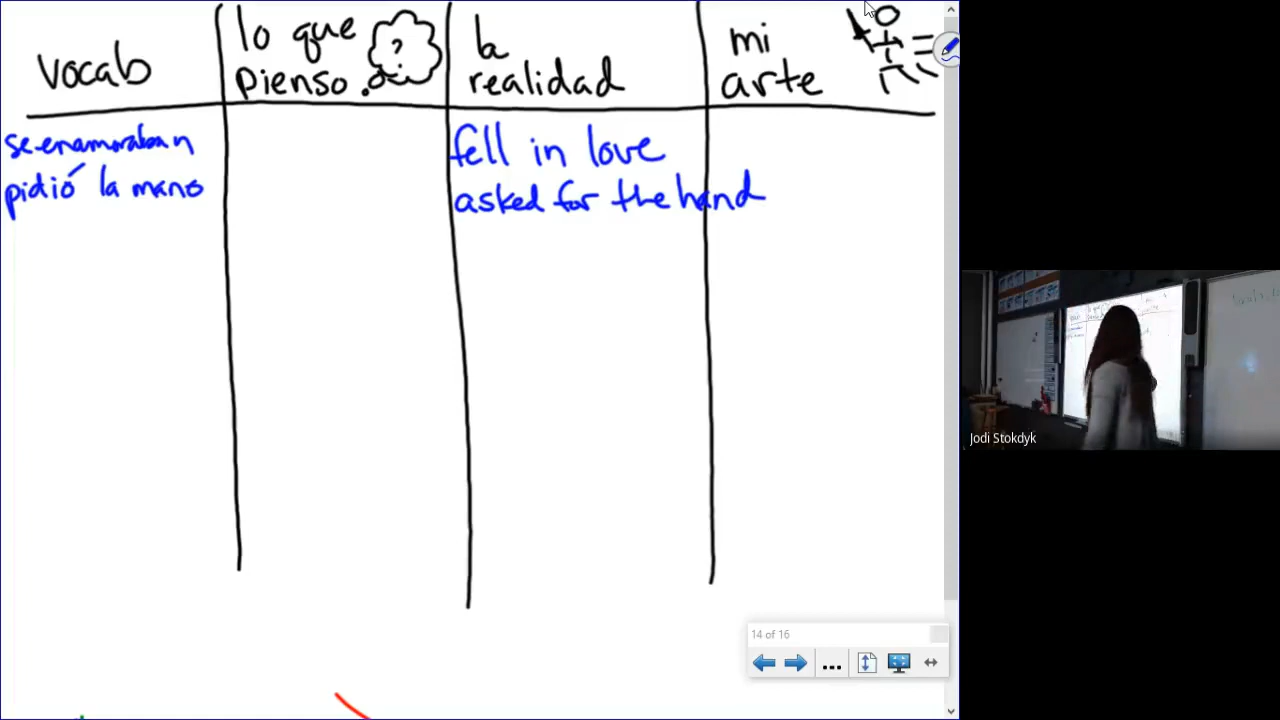 vocab
lo que
pienso
?
la
realidad
mi
arte
se enamoraban
fell in love
pidió la mano
asked for the hand
14 of 16
Jodi Stokdyk